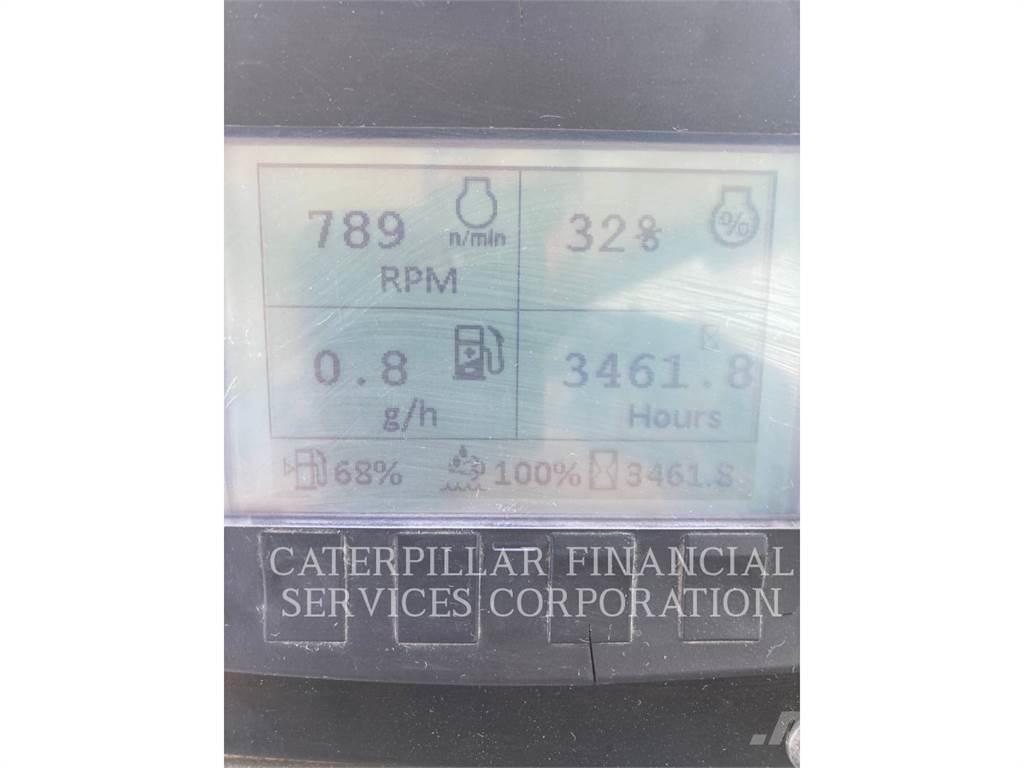 789 n/min
RPM
32%
%
0.8
g/h
3461.8
Hours
68% 100% 3461.8
CATERPILLAR FINANCIAL
SERVICES CORPORATION